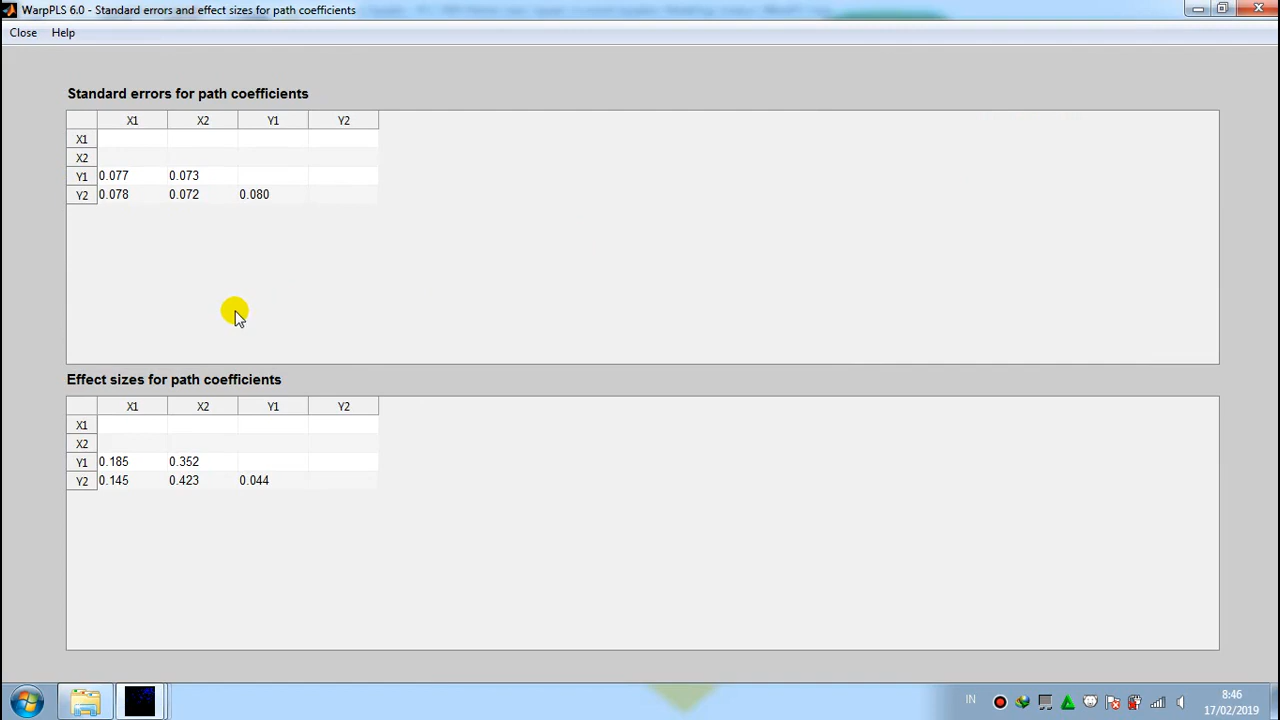 WarpPLS 6.0 - Standard errors and effect sizes for path coefficients
Close Help
Standard errors for path coefficients
X1 X2 Y1 Y2
X1
X2
Y1 0.077 0.073
Y2 0.078 0.072 0.080
Effect sizes for path coefficients
X1 X2 Y1 Y2
X1
X2
Y1 0.185 0.352
Y2 0.145 0.423 0.044
IN 8:46
17/02/2019